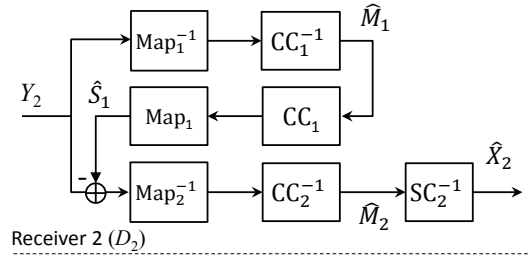 Map₁⁻¹ CC₁⁻¹ M̂₁
Y₂ Ŝ₁ Map₁ CC₁
- Map₂⁻¹ CC₂⁻¹ M̂₂ SC₂⁻¹ X̂₂
Receiver 2 (D₂)